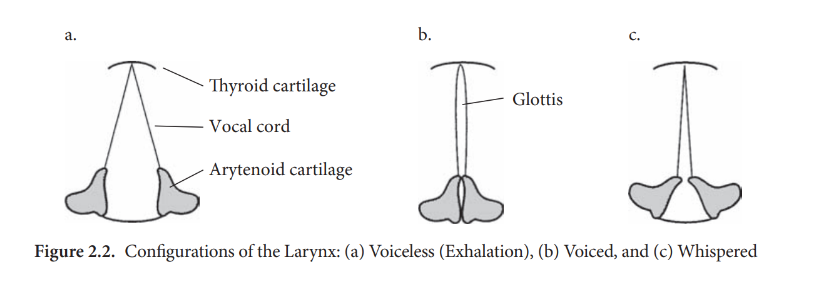 a.
b.
c.
Thyroid cartilage
Glottis
Vocal cord
Arytenoid cartilage
Figure 2.2. Configurations of the Larynx: (a) Voiceless (Exhalation), (b) Voiced, and (c) Whispered